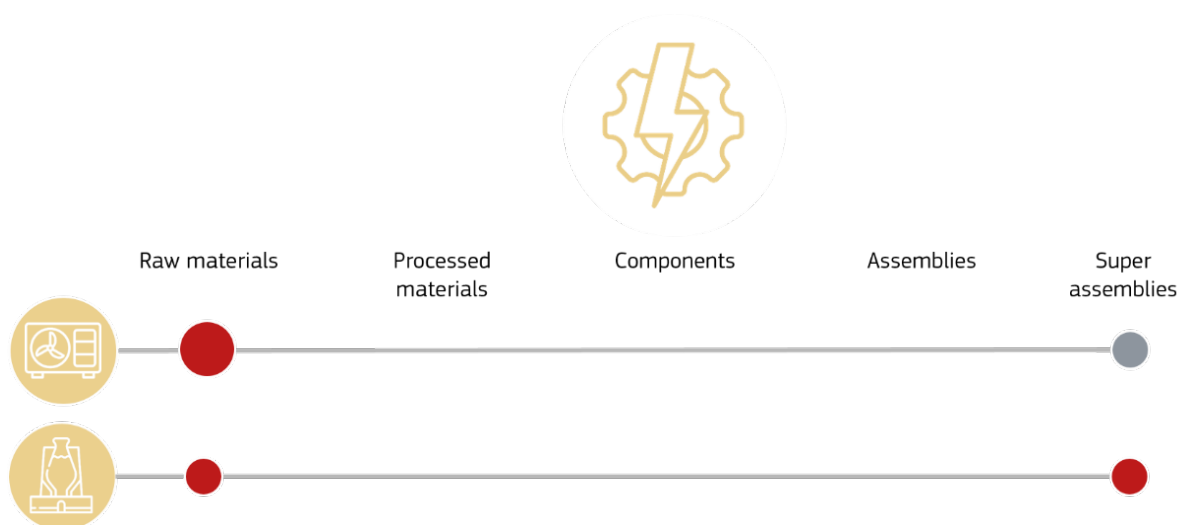 Raw materials
Processed
materials
Components
Assemblies
Super
assemblies